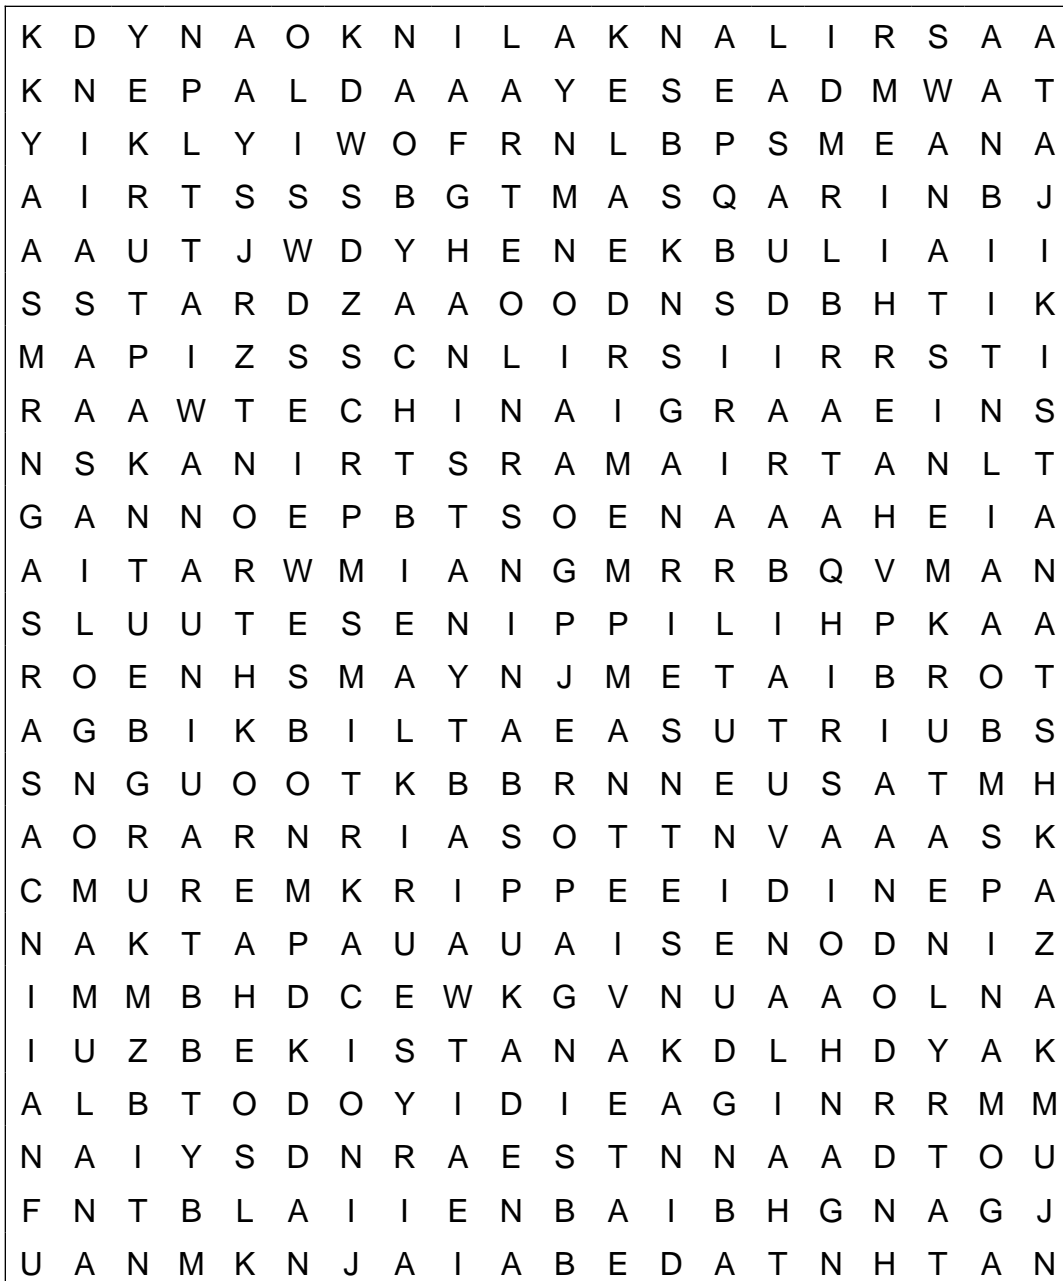 K D Y N A O K N I L A K N A L I R S A A
K N E P A L D A A A Y E S E A D M W A T
Y I K L Y I W O F R N L B P S M E A N A
A I R T S S S B G T M A S Q A R I N B J
A A U T J W D Y H E N E K B U L I A I I
S S T A R D Z A A O O D N S D B H T I K
M A P I Z S S C N L I R S I I R R S T I
R A A W T E C H I N A I G R A A E I N S
N S K A N I R T S R A M A I R T A N L T
G A N N O E P B T S O E N A A A H E I A
A I T A R W M I A N G M R R B Q V M A N
S L U U T E S E N I P P I L I H P K A A
R O E N H S M A Y N J M E T A I B R O T
A G B I K B I L T A E A S U T R I U B S
S N G U O O T K B B R N N E U S A T M H
A O R A R N R I A S O T T N V A A A S K
C M U R E M K R I P P E E I D I N E P A
N A K T A P A U A U A I S E N O D N I Z
I M M B H D C E W K G V N U A A O L N A
I U Z B E K I S T A N A K D L H D Y A K
A L B T O D O Y I D I E A G I N R R M M
N A I Y S D N R A E S T N N A A D T O U
F N T B L A I I E N B A I B H G N A G J
U A N M K N J A I A B E D A T N H T A N